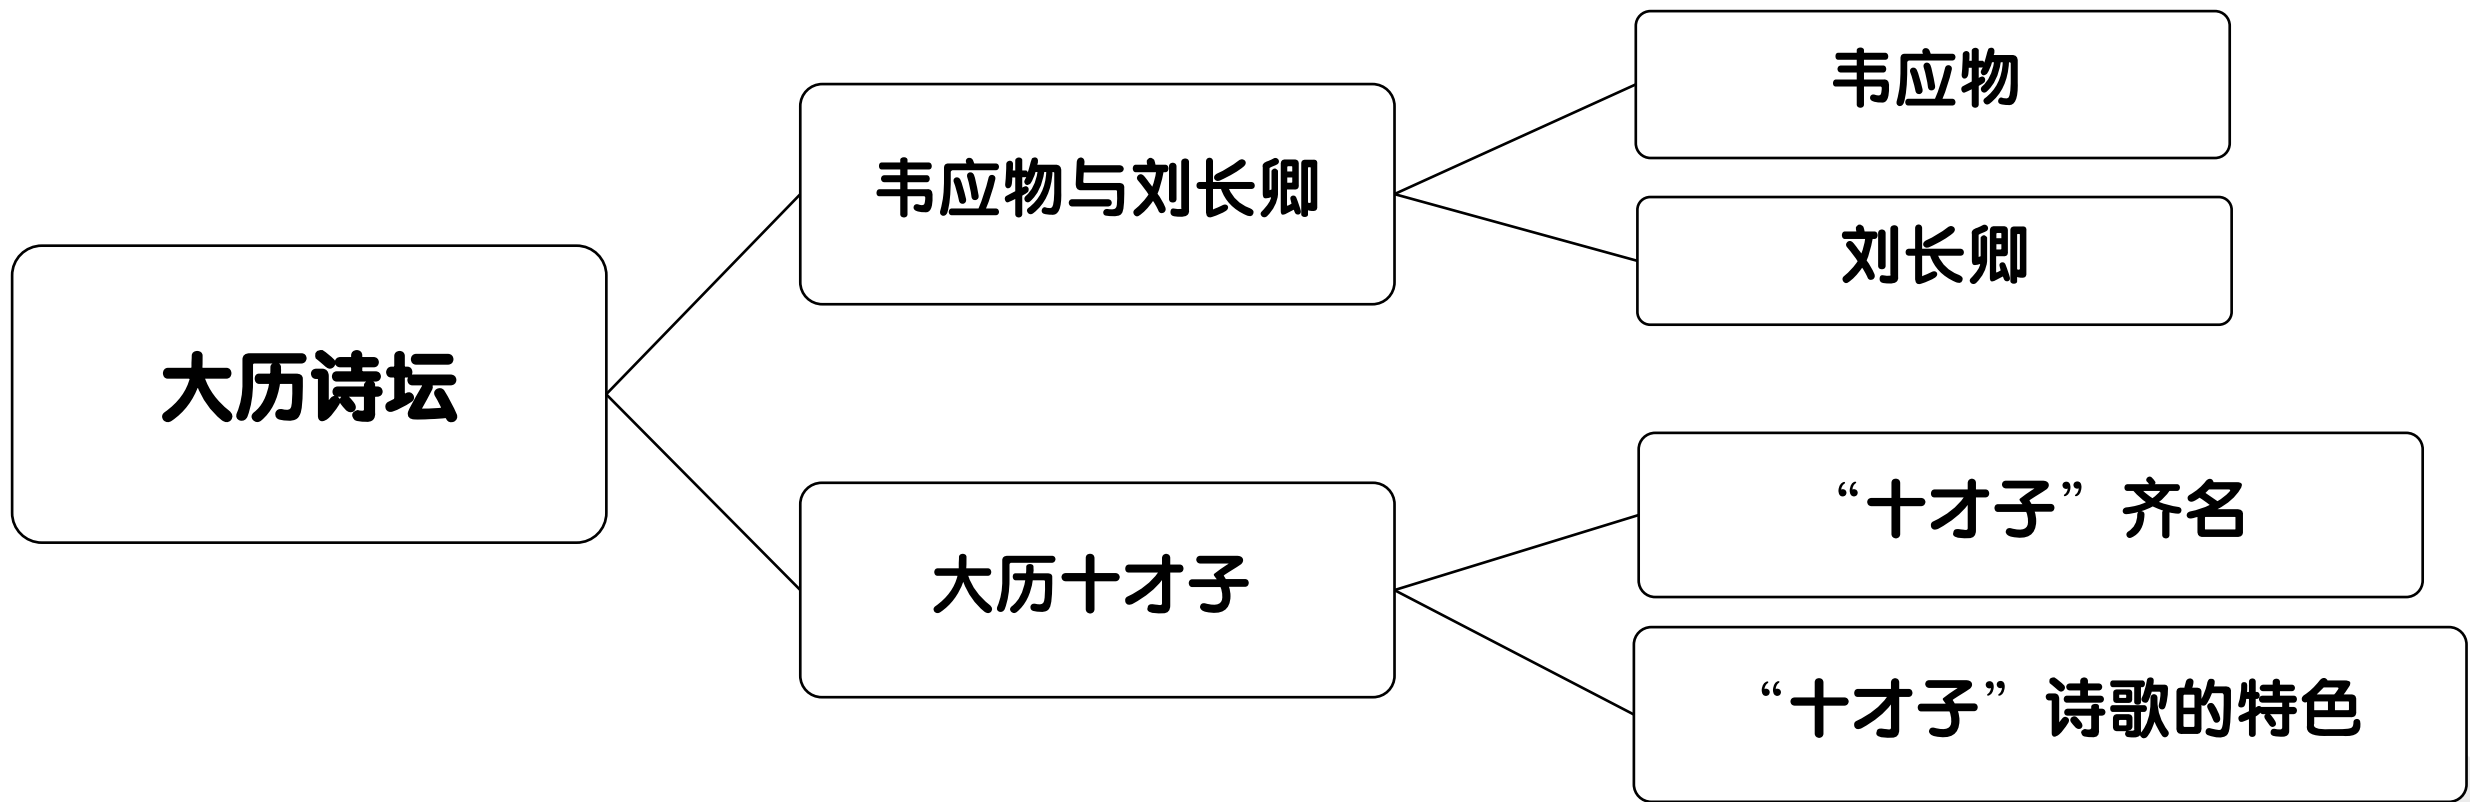 大历诗坛
韦应物与刘长卿
韦应物
刘长卿
大历十才子
“十才子” 齐名
“十才子” 诗歌的特色